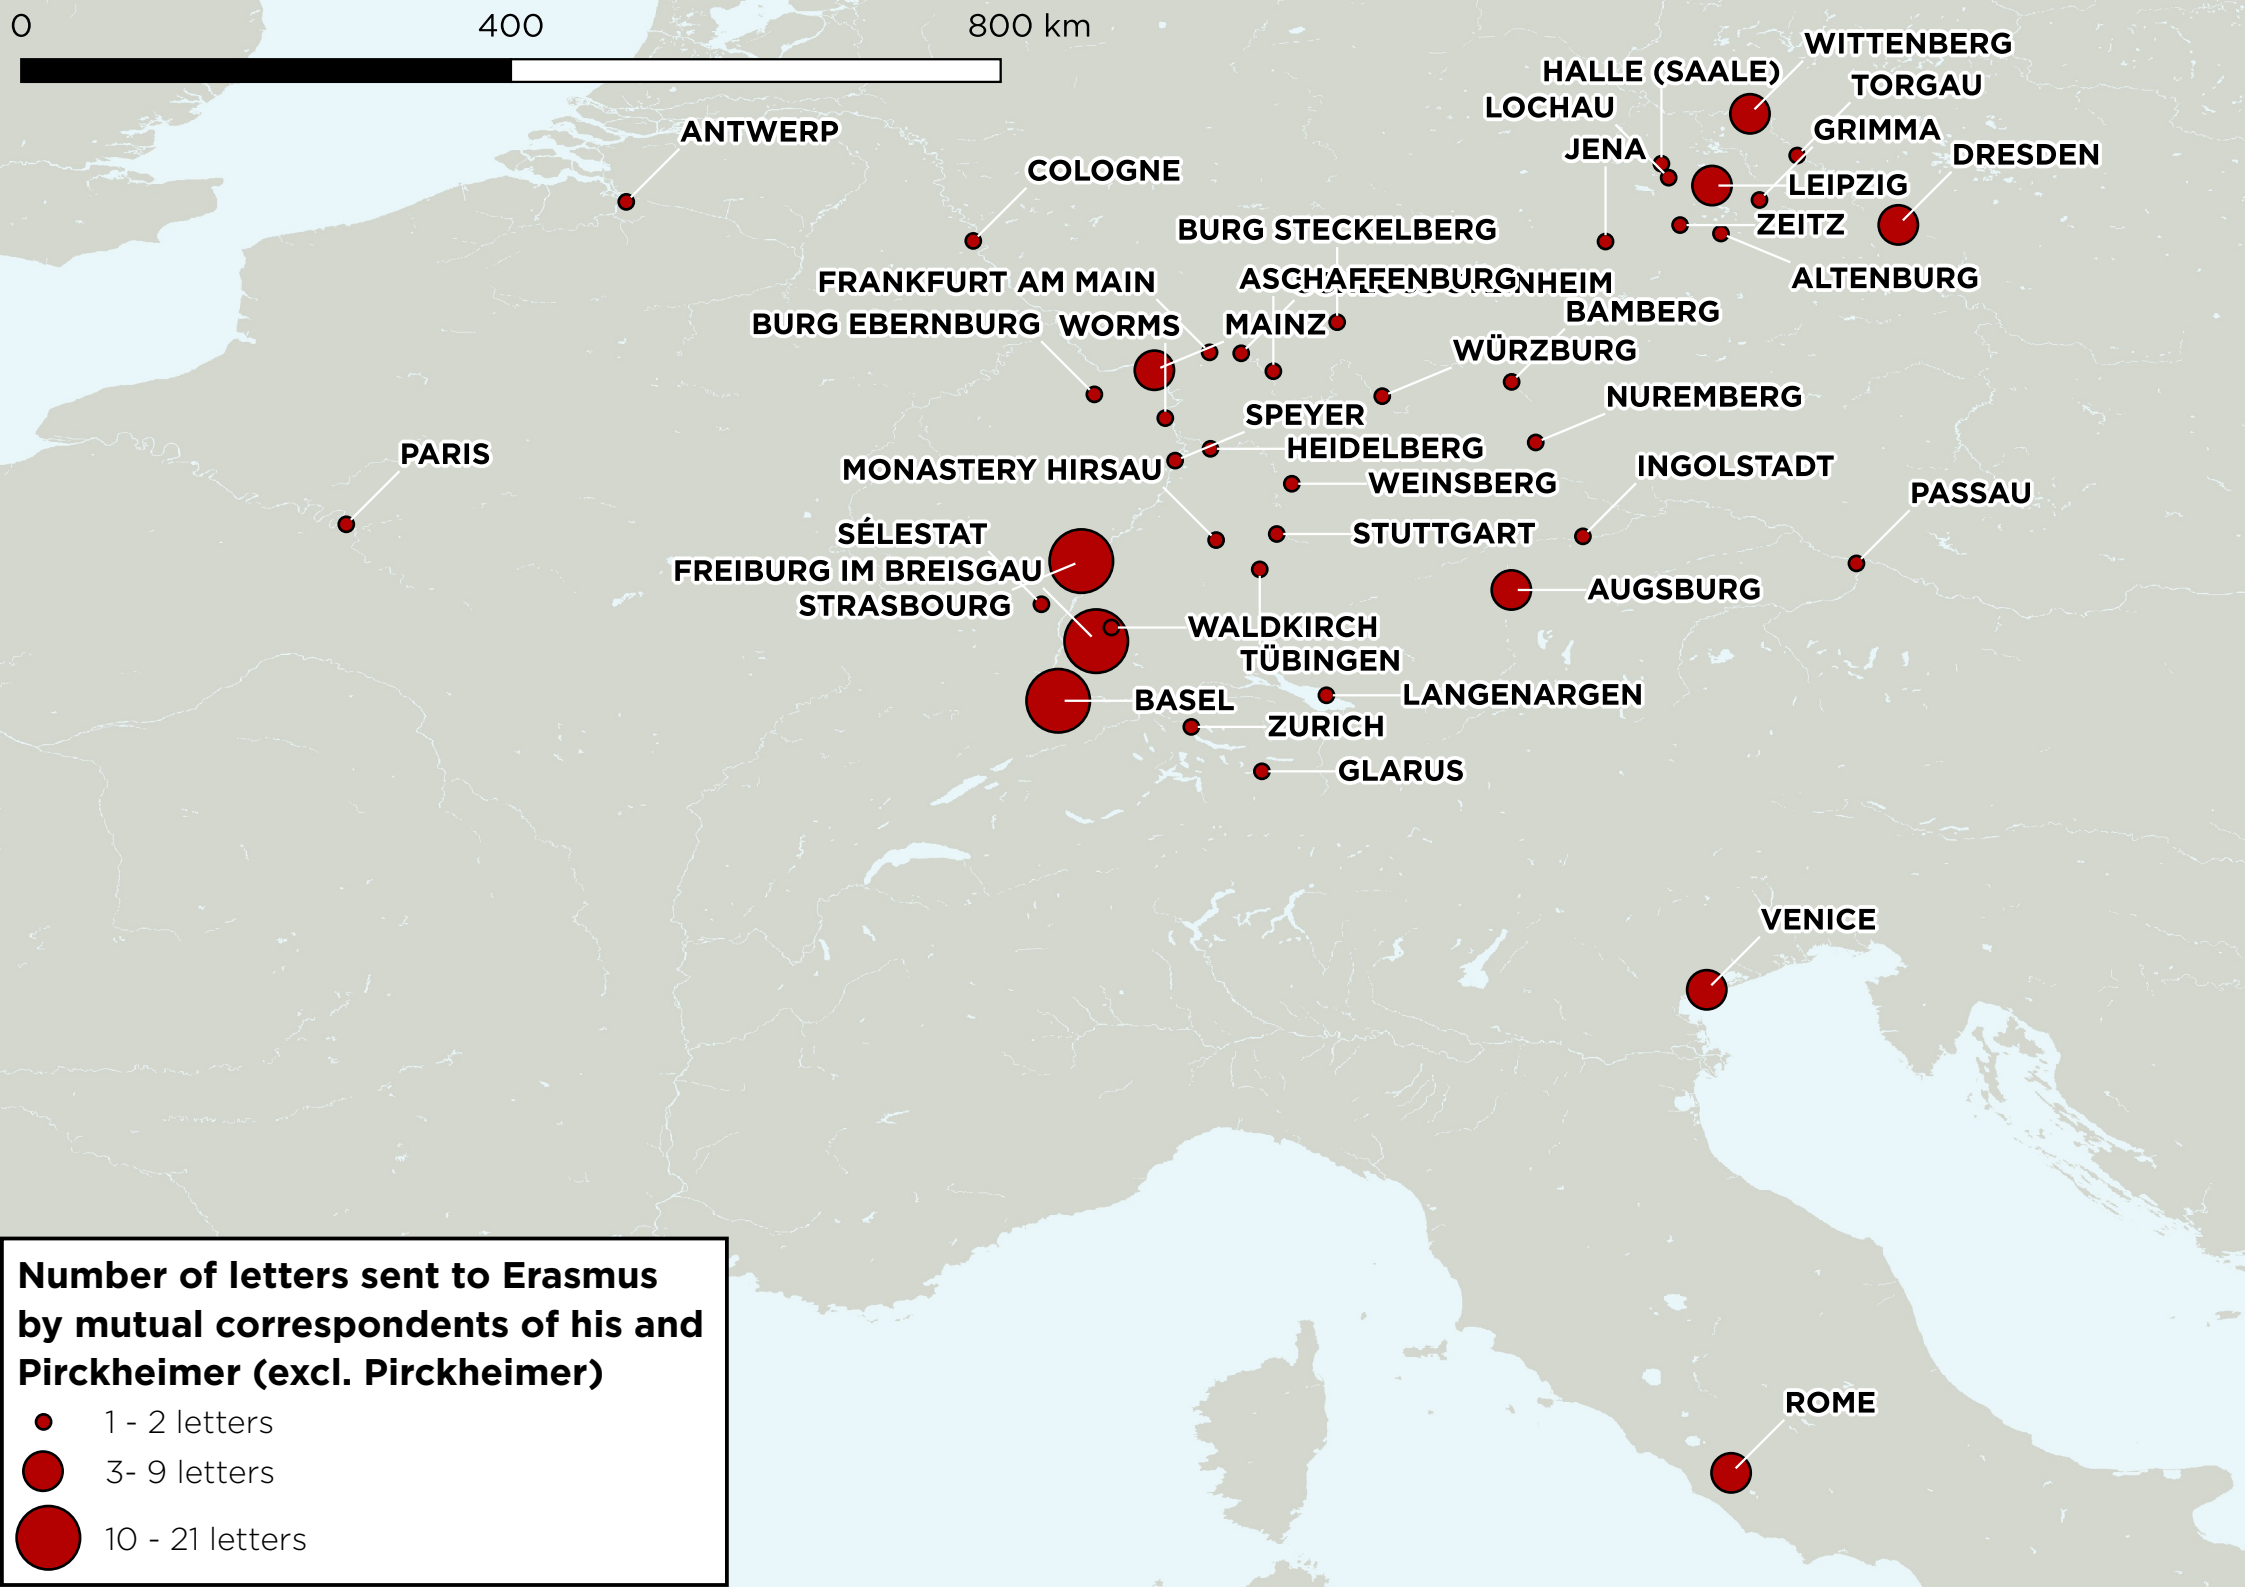 0 400 800 km
WITTENBERG
HALLE (SAALE)
TORGAU
LOCHAU
ANTWERP
GRIMMA
JENA
DRESDEN
COLOGNE
LEIPZIG
ZEITZ
BURG STECKELBERG
ALTENBURG
FRANKFURT AM MAIN
ASCHAFFENBURG
BAMBERG
BURG EBERNBURG
WORMS
MAINZ
WÜRZBURG
NUREMBERG
SPEYER
HEIDELBERG
PARIS
MONASTERY HIRSAU
INGOLSTADT
WEINSBERG
PASSAU
SÉLESTAT
STUTTGART
FREIBURG IM BREISGAU
AUGSBURG
STRASBOURG
WALDKIRCH
TÜBINGEN
LANGENARGEN
BASEL
ZURICH
GLARUS
VENICE
ROME
Number of letters sent to Erasmus
by mutual correspondents of his and
Pirckheimer (excl. Pirckheimer)
1 - 2 letters
3- 9 letters
10 - 21 letters